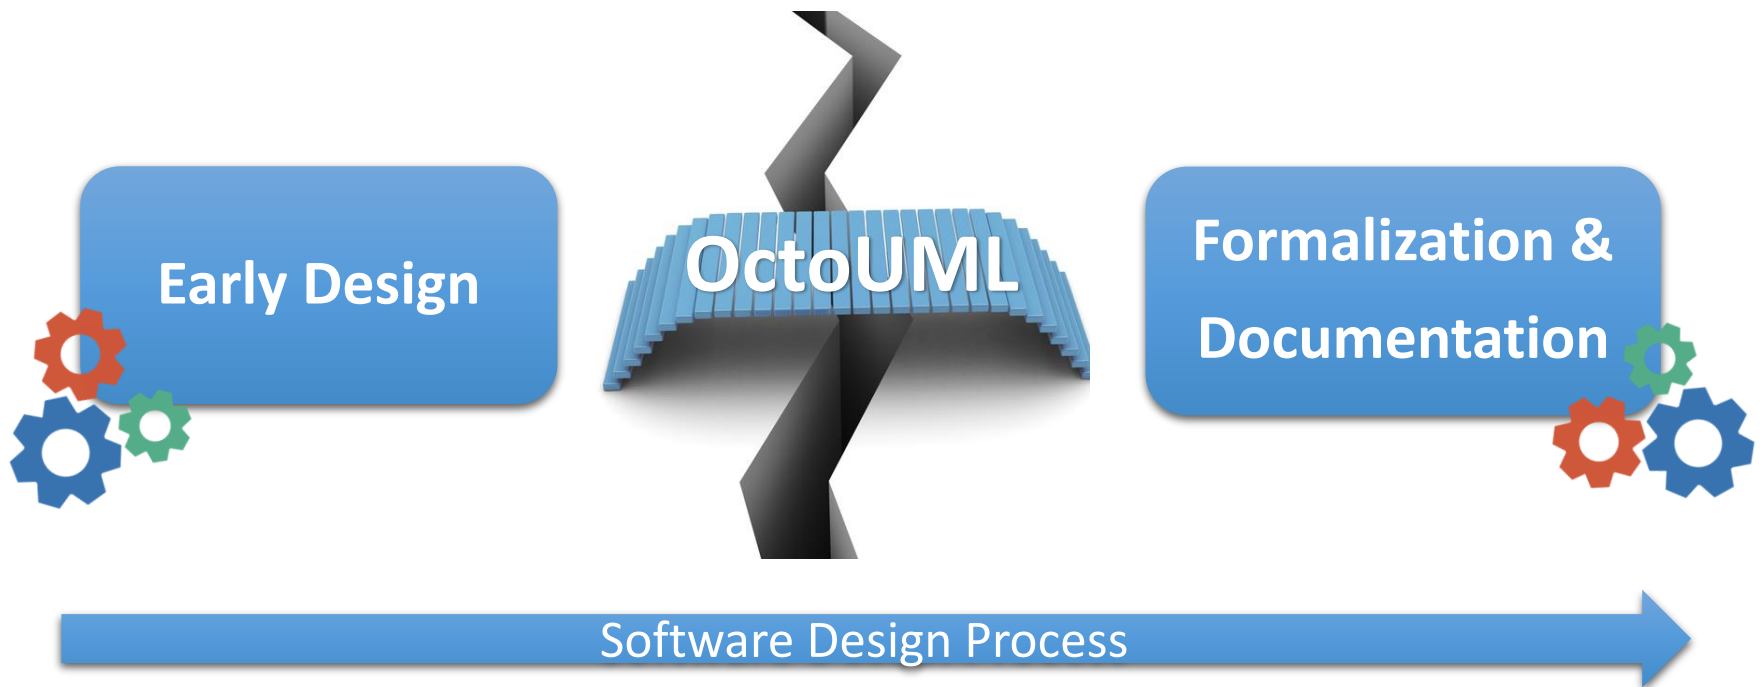 Early Design
OctoUML
Formalization &
Documentation
Software Design Process